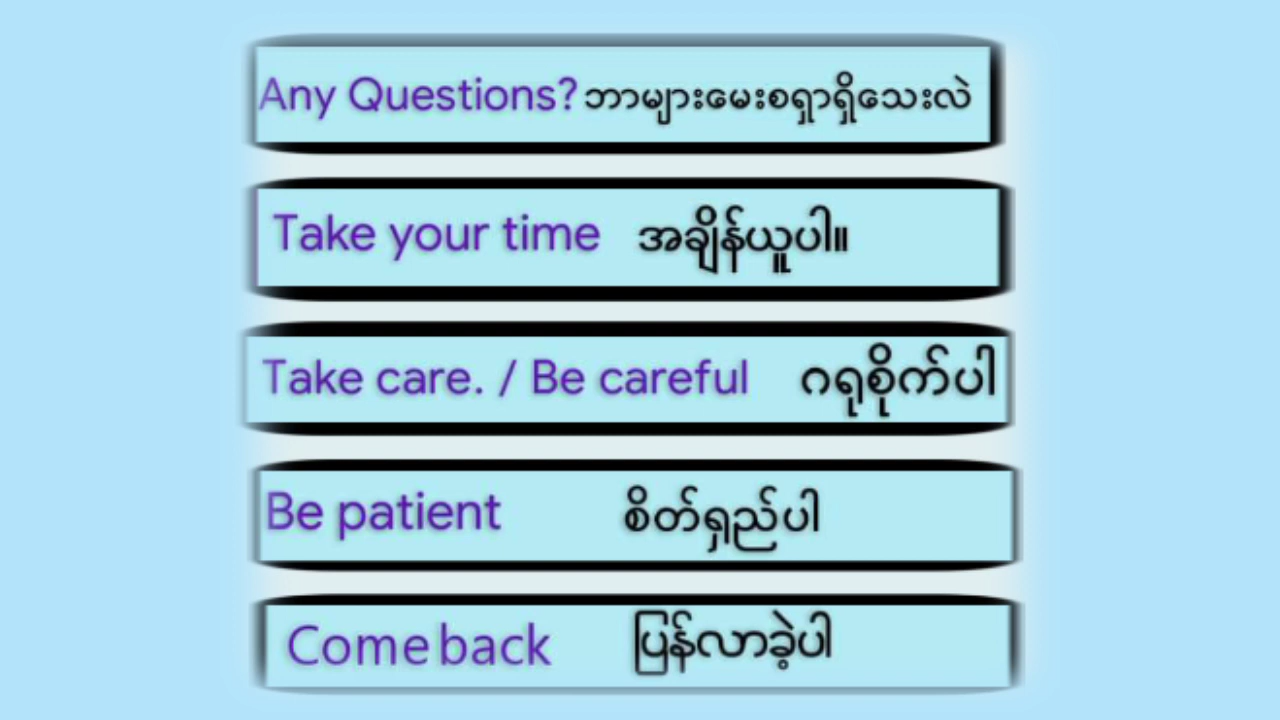 Any Questions? ဘာများမေးစရာရှိသေးလဲ
Take your time အချိန်ယူပါ။
Take care. / Be careful ဂရုစိုက်ပါ
Be patient စိတ်ရှည်ပါ
Come back ပြန်လာခဲ့ပါ